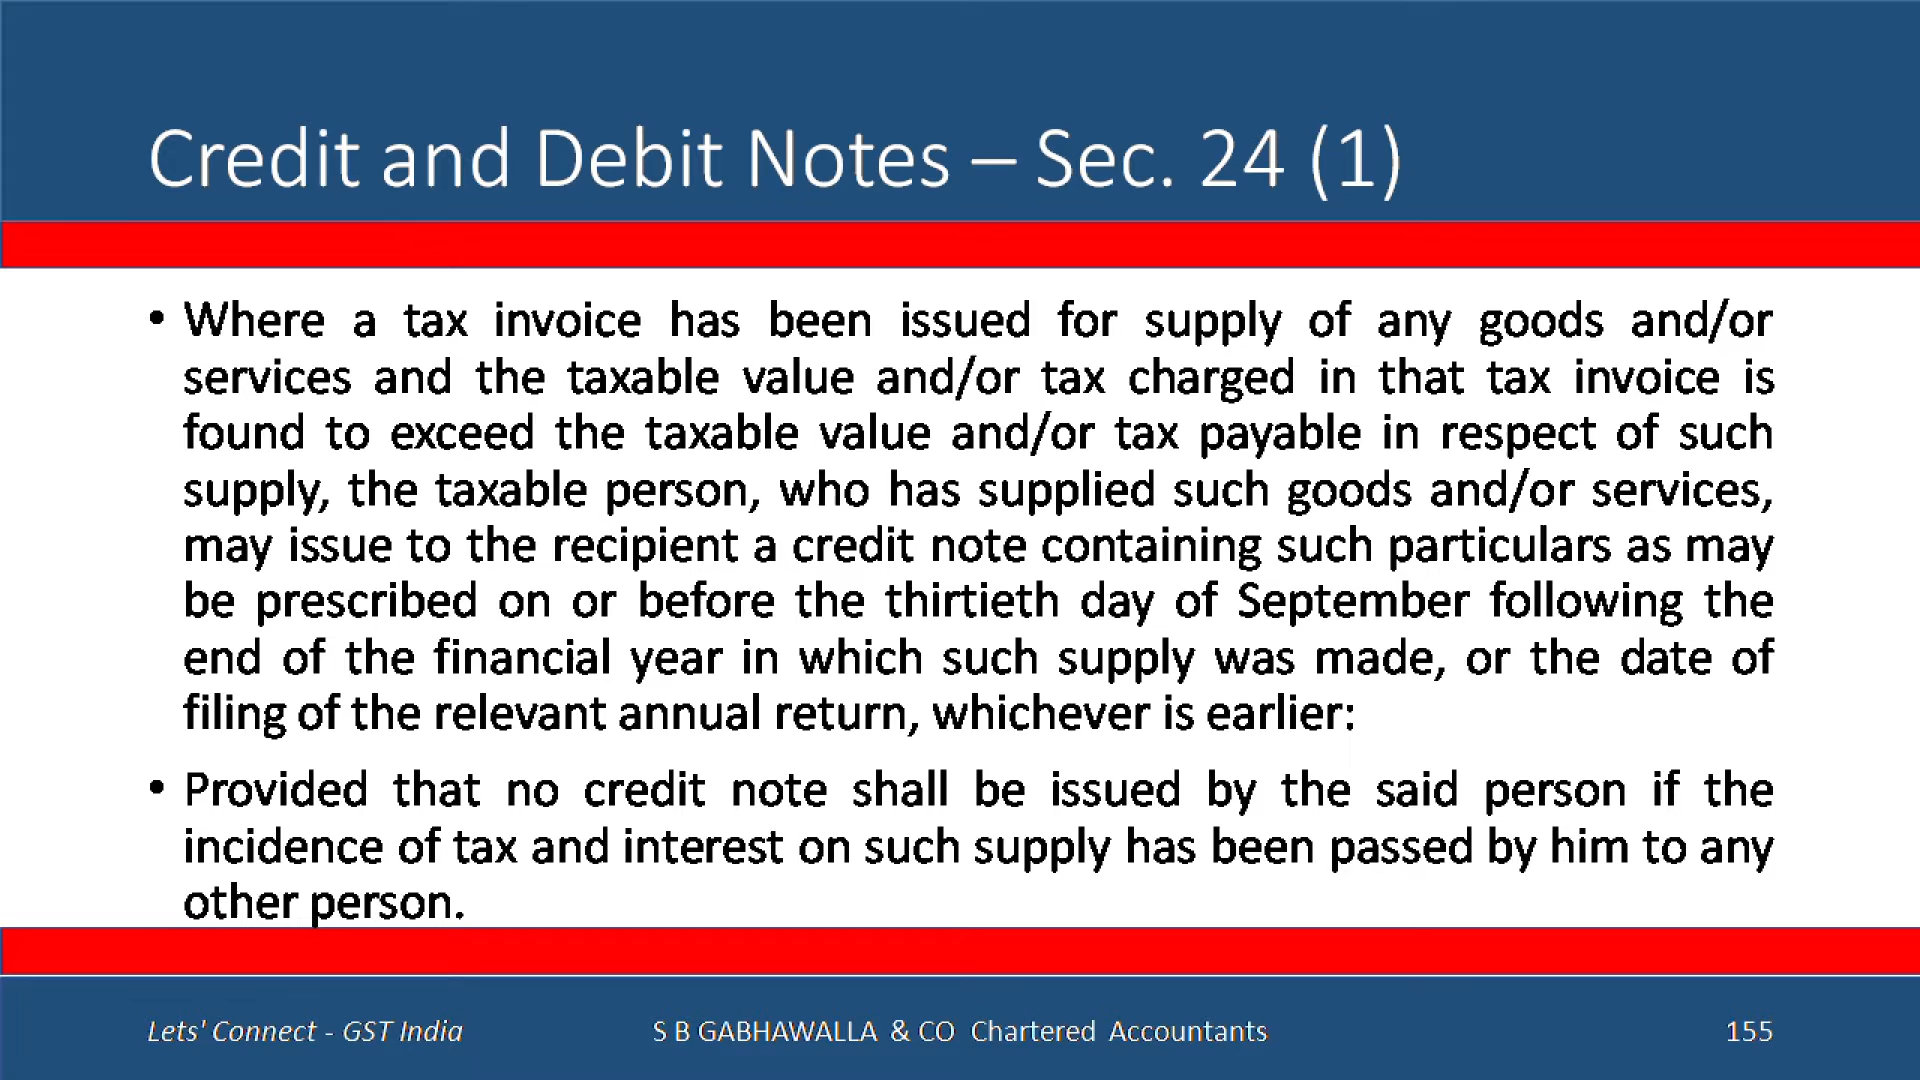 Credit and Debit Notes – Sec. 24 (1)
• Where a tax invoice has been issued for supply of any goods and/or
services and the taxable value and/or tax charged in that tax invoice is
found to exceed the taxable value and/or tax payable in respect of such
supply, the taxable person, who has supplied such goods and/or services,
may issue to the recipient a credit note containing such particulars as may
be prescribed on or before the thirtieth day of September following the
end of the financial year in which such supply was made, or the date of
filing of the relevant annual return, whichever is earlier:
• Provided that no credit note shall be issued by the said person if the
incidence of tax and interest on such supply has been passed by him to any
other person.
Lets' Connect - GST India
S B GABHAWALLA & CO Chartered Accountants
155